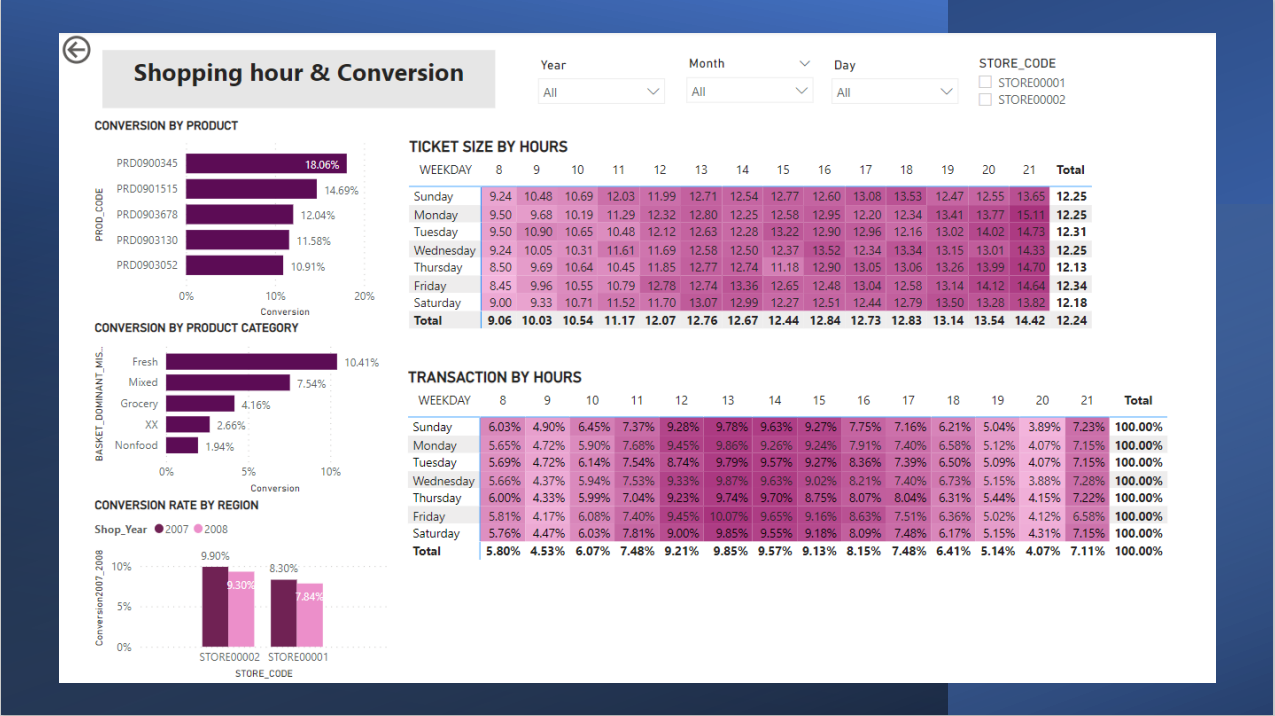 Shopping hour & Conversion
Year
All
Month
All
Day
All
STORE_CODE
STORE00001
STORE00002
CONVERSION BY PRODUCT
PROD_CODE
PRD0900345 18.06%
PRD0901515 14.69%
PRD0903678 12.04%
PRD0903130 11.58%
PRD0903052 10.91%
0% 10% 20%
Conversion
CONVERSION BY PRODUCT CATEGORY
BASKET_DOMINANT_MIS...
Fresh 10.41%
Mixed 7.54%
Grocery 4.16%
XX 2.66%
Nonfood 1.94%
0% 5% 10%
Conversion
CONVERSION RATE BY REGION
Shop_Year 2007 2008
Conversion2007_2008
10%
5%
0%
9.90% 9.30% 8.30% 7.84%
STORE00002 STORE00001
STORE_CODE
TICKET SIZE BY HOURS
WEEKDAY 8 9 10 11 12 13 14 15 16 17 18 19 20 21 Total
Sunday 9.24 10.48 10.69 12.03 11.99 12.71 12.54 12.77 12.60 13.08 13.53 12.47 12.55 13.65 12.25
Monday 9.50 9.68 10.19 11.29 12.32 12.80 12.25 12.58 12.95 12.20 12.34 13.41 13.77 15.11 12.25
Tuesday 9.50 10.90 10.65 10.48 12.12 12.63 12.28 13.22 12.90 12.96 12.16 13.02 14.02 14.73 12.31
Wednesday 9.24 10.05 10.31 11.61 11.69 12.58 12.50 12.37 13.52 12.34 13.34 13.15 13.01 14.33 12.25
Thursday 8.50 9.69 10.64 10.45 11.85 12.77 12.74 11.18 12.90 13.05 13.06 13.26 13.99 14.70 12.13
Friday 8.45 9.96 10.55 10.79 12.78 12.74 13.36 12.65 12.48 13.04 12.58 13.14 14.12 14.64 12.34
Saturday 9.00 9.33 10.71 11.52 11.70 13.07 12.99 12.27 12.51 12.44 12.79 13.50 13.28 13.82 12.18
Total 9.06 10.03 10.54 11.17 12.07 12.76 12.67 12.44 12.84 12.73 12.83 13.14 13.54 14.42 12.24
TRANSACTION BY HOURS
WEEKDAY 8 9 10 11 12 13 14 15 16 17 18 19 20 21 Total
Sunday 6.03% 4.90% 6.45% 7.37% 9.28% 9.78% 9.63% 9.27% 7.75% 7.16% 6.21% 5.04% 3.89% 7.23% 100.00%
Monday 5.65% 4.72% 5.90% 7.68% 9.45% 9.86% 9.26% 9.24% 7.91% 7.40% 6.58% 5.12% 4.07% 7.15% 100.00%
Tuesday 5.69% 4.72% 6.14% 7.54% 8.74% 9.79% 9.57% 9.27% 8.36% 7.39% 6.50% 5.09% 4.07% 7.15% 100.00%
Wednesday 5.66% 4.37% 5.94% 7.53% 9.33% 9.87% 9.63% 9.02% 8.21% 7.40% 6.73% 5.15% 3.88% 7.28% 100.00%
Thursday 6.00% 4.33% 5.99% 7.04% 9.23% 9.74% 9.70% 8.75% 8.07% 8.04% 6.31% 5.44% 4.15% 7.22% 100.00%
Friday 5.81% 4.17% 6.08% 7.40% 9.45% 10.07% 9.65% 9.16% 8.63% 7.51% 6.36% 5.02% 4.12% 6.58% 100.00%
Saturday 5.76% 4.47% 6.03% 7.81% 9.00% 9.85% 9.55% 9.18% 8.09% 7.48% 6.17% 5.15% 4.31% 7.15% 100.00%
Total 5.80% 4.53% 6.07% 7.48% 9.21% 9.85% 9.57% 9.13% 8.15% 7.48% 6.41% 5.14% 4.07% 7.11% 100.00%